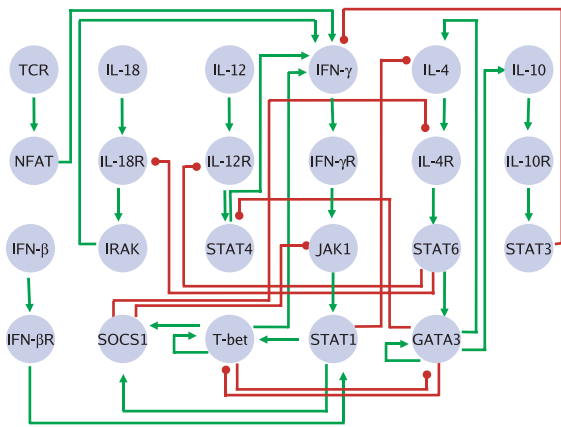 TCR
IL-18
IL-12
IFN-γ
IL-4
IL-10
NFAT
IL-18R
IL-12R
IFN-γR
IL-4R
IL-10R
IFN-β
IRAK
STAT4
JAK1
STAT6
STAT3
IFN-βR
SOCS1
T-bet
STAT1
GATA3